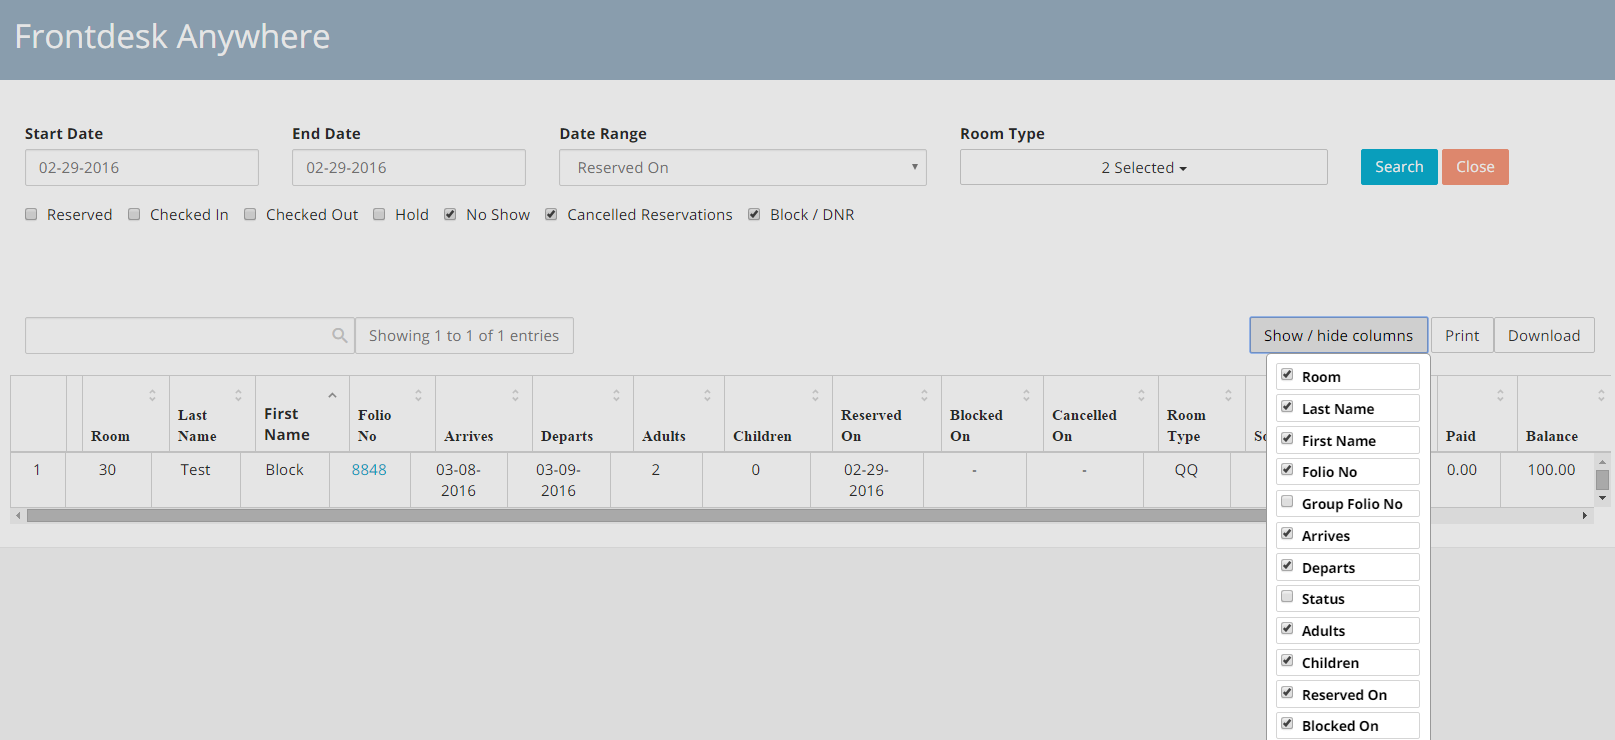 Frontdesk Anywhere
Start Date End Date Date Range Room Type
02-29-2016 02-29-2016 Reserved On 2 Selected Search Close
Reserved Checked In Checked Out Hold No Show Cancelled Reservations Block / DNR
Showing 1 to 1 of 1 entries Show / hide columns Print Download
Last First Folio Reserved Blocked Cancelled Room
Room Name Name No Arrives Departs Adults Children On On On Type Paid Balance
1 30 Test Block 8848 03-08- 03-09- 2 0 02-29- - - QQ 0.00 100.00
2016 2016 2016
Room
Last Name
First Name
Folio No
Group Folio No
Arrives
Departs
Status
Adults
Children
Reserved On
Blocked On